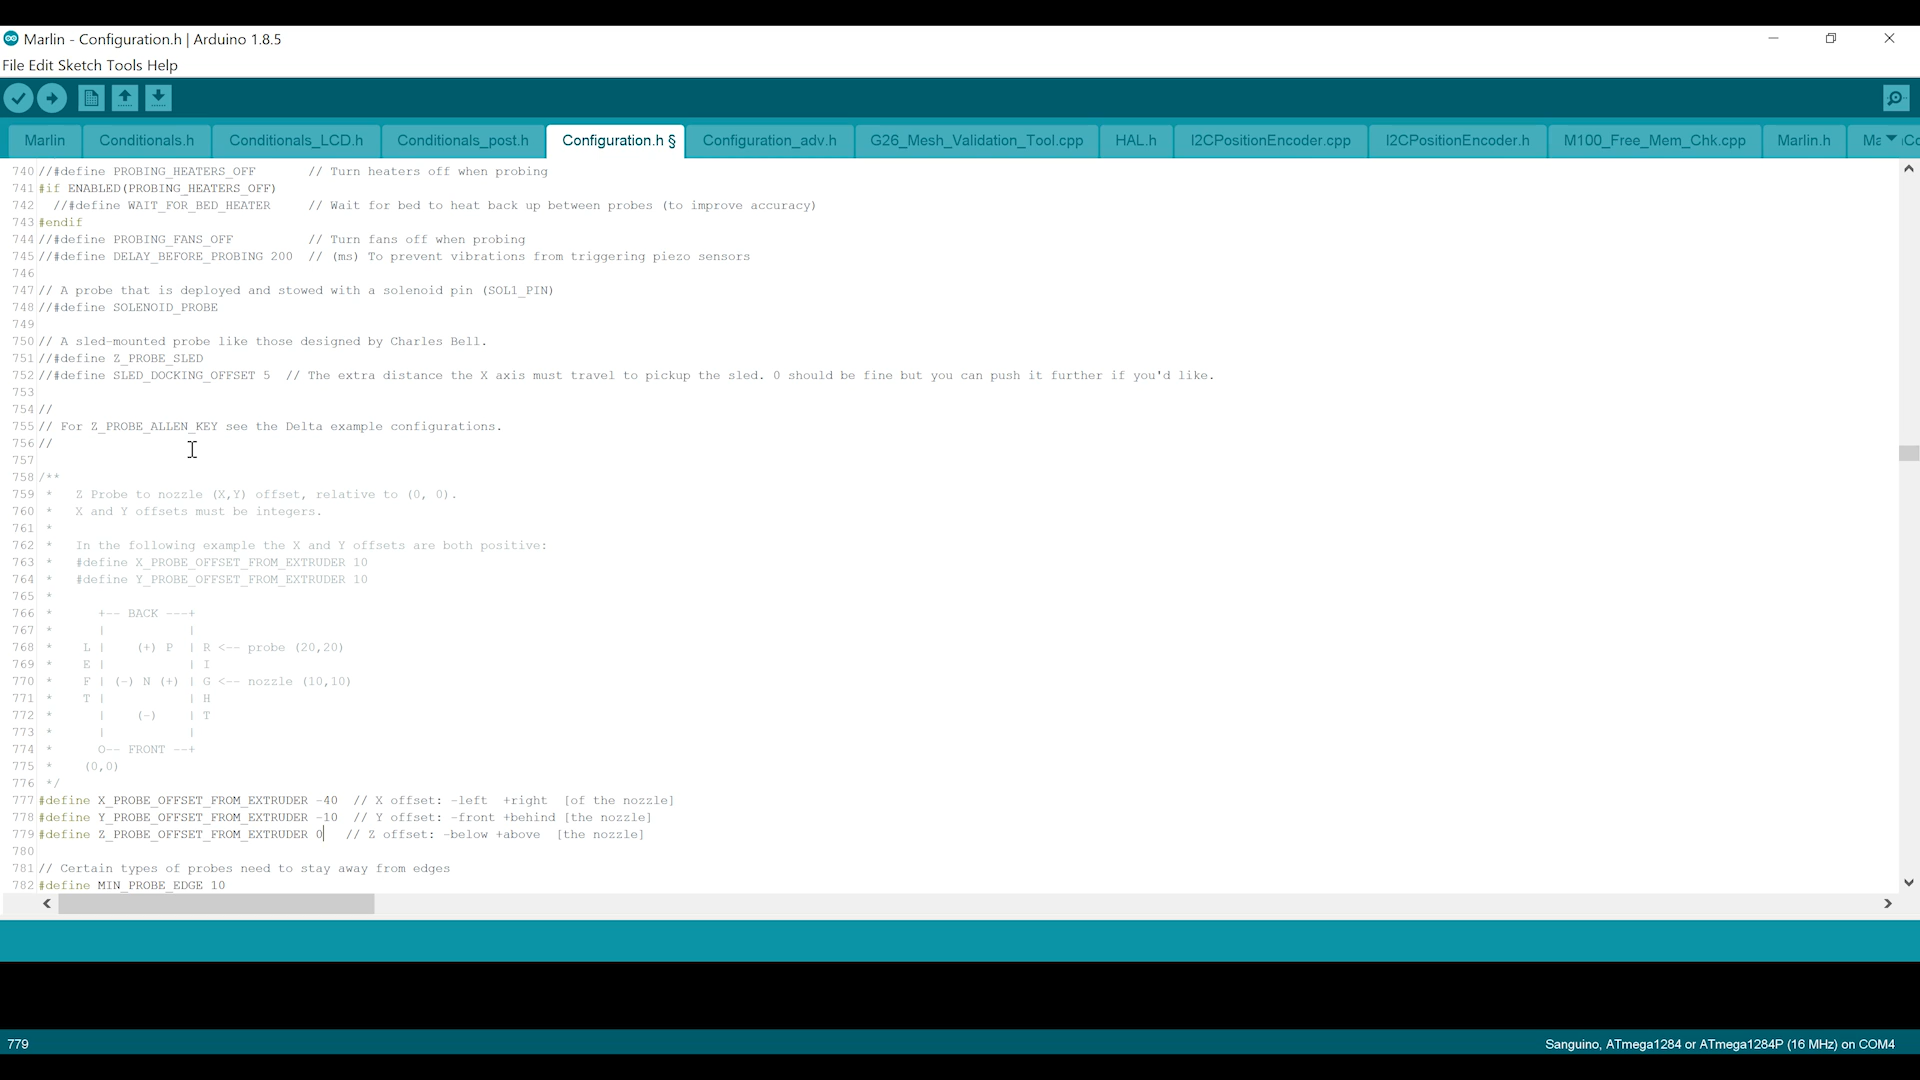 Marlin - Configuration.h | Arduino 1.8.5
File Edit Sketch Tools Help
Marlin Conditionals.h Conditionals_LCD.h Conditionals_post.h Configuration.h § Configuration_adv.h G26_Mesh_Validation_Tool.cpp HAL.h I2CPositionEncoder.cpp I2CPositionEncoder.h M100_Free_Mem_Chk.cpp Marlin.h
740 //#define PROBING_HEATERS_OFF // Turn heaters off when probing
741 #if ENABLED(PROBING_HEATERS_OFF)
742 //#define WAIT_FOR_BED_HEATER // Wait for bed to heat back up between probes (to improve accuracy)
743 #endif
744 //#define PROBING_FANS_OFF // Turn fans off when probing
745 //#define DELAY_BEFORE_PROBING 200 // (ms) To prevent vibrations from triggering piezo sensors
746
747 // A probe that is deployed and stowed with a solenoid pin (SOL1_PIN)
748 //#define SOLENOID_PROBE
749
750 // A sled-mounted probe like those designed by Charles Bell.
751 //#define Z_PROBE_SLED
752 //#define SLED_DOCKING_OFFSET 5 // The extra distance the X axis must travel to pickup the sled. 0 should be fine but you can push it further if you'd like.
753
754 //
755 // For Z_PROBE_ALLEN_KEY see the Delta example configurations.
756 //
757
758 /**
759 * Z Probe to nozzle (X,Y) offset, relative to (0, 0).
760 * X and Y offsets must be integers.
761 *
762 * In the following example the X and Y offsets are both positive:
763 * #define X_PROBE_OFFSET_FROM_EXTRUDER 10
764 * #define Y_PROBE_OFFSET_FROM_EXTRUDER 10
765 *
766 * +-- BACK ---+
767 * | |
768 * L | (+) P | R <-- probe (20,20)
769 * E | | I
770 * F | (-) N (+) | G <-- nozzle (10,10)
771 * T | | H
772 * | (-) | T
773 * | |
774 * O-- FRONT --+
775 * (0,0)
776 */
777 #define X_PROBE_OFFSET_FROM_EXTRUDER -40 // X offset: -left +right [of the nozzle]
778 #define Y_PROBE_OFFSET_FROM_EXTRUDER -10 // Y offset: -front +behind [the nozzle]
779 #define Z_PROBE_OFFSET_FROM_EXTRUDER 0 // Z offset: -below +above [the nozzle]
780
781 // Certain types of probes need to stay away from edges
782 #define MIN_PROBE_EDGE 10
779
Sanguino, ATmega1284 or ATmega1284P (16 MHz) on COM4